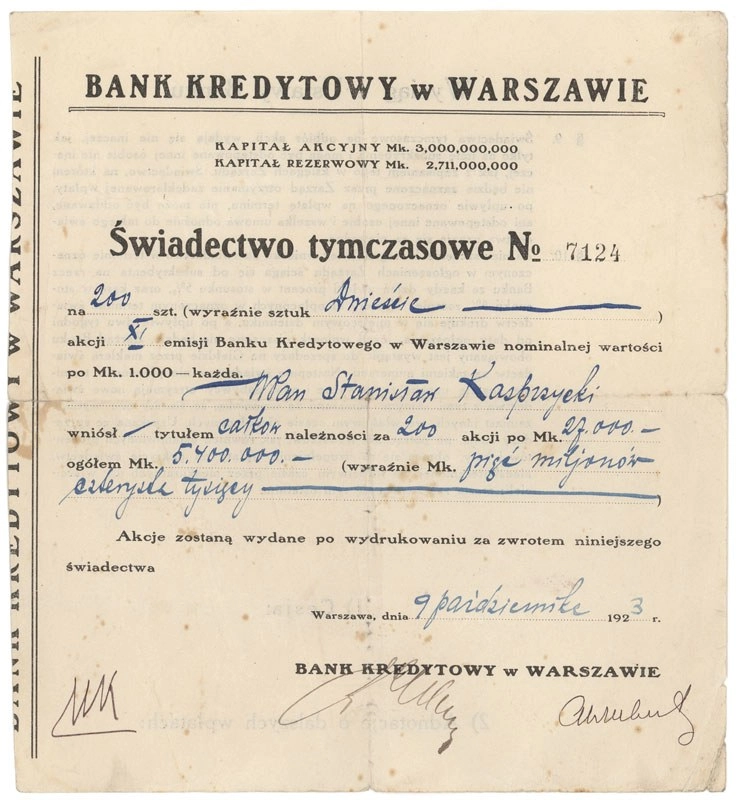 BANK KREDYTOWY w WARSZAWIE
KAPITAŁ AKCYJNY Mk. 3,000,000,000
KAPITAŁ REZERWOWY Mk. 2,711,000,000
Świadectwo tymczasowe № 7124
na 200 szt. (wyraźnie sztuk Dwieście )
akcji XI emisji Banku Kredytowego w Warszawie nominalnej wartości
po Mk. 1.000—każda.
WPan Stanisław Kasprzycki
wniósł tytułem całkow należności za 200 akcji po Mk. 27.000.—
ogółem Mk. 5.400.000.— (wyraźnie Mk. pięć miljonów
czterysta tysięcy )
Akcje zostaną wydane po wydrukowaniu za zwrotem niniejszego
świadectwa
Warszawa, dnia 9 października 1923 r.
BANK KREDYTOWY w WARSZAWIE
BANK KREDYTOWY W WARSZAWIE